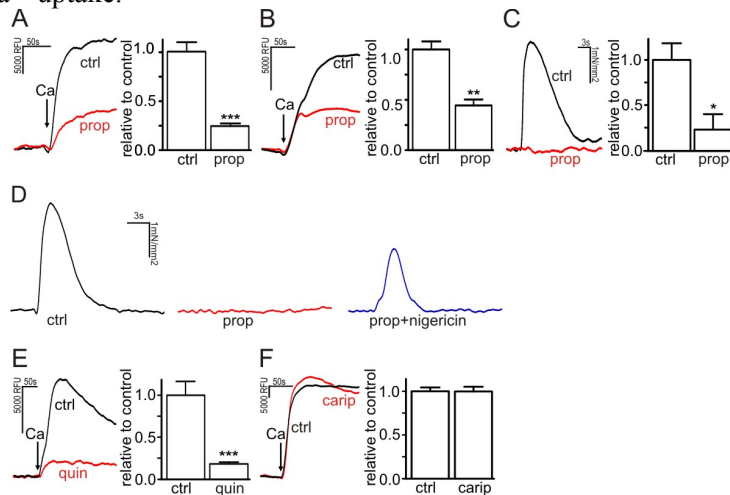 uptake.
A
50s
5000 RFU
Ca
ctrl
prop
relative to control
1.0
0.5
0.0
***
ctrl prop
B
50s
5000 RFU
Ca
ctrl
prop
relative to control
1.0
0.5
0.0
**
ctrl prop
C
3s
1mN/mm2
ctrl
prop
relative to control
1.0
0.5
0.0
*
ctrl prop
D
3s
1mN/mm2
ctrl
prop
prop+nigericin
E
50s
5000 RFU
Ca
ctrl
quin
relative to control
1.0
0.5
0.0
***
ctrl quin
F
50s
5000 RFU
Ca
carip
ctrl
relative to control
1.0
0.5
0.0
ctrl carip